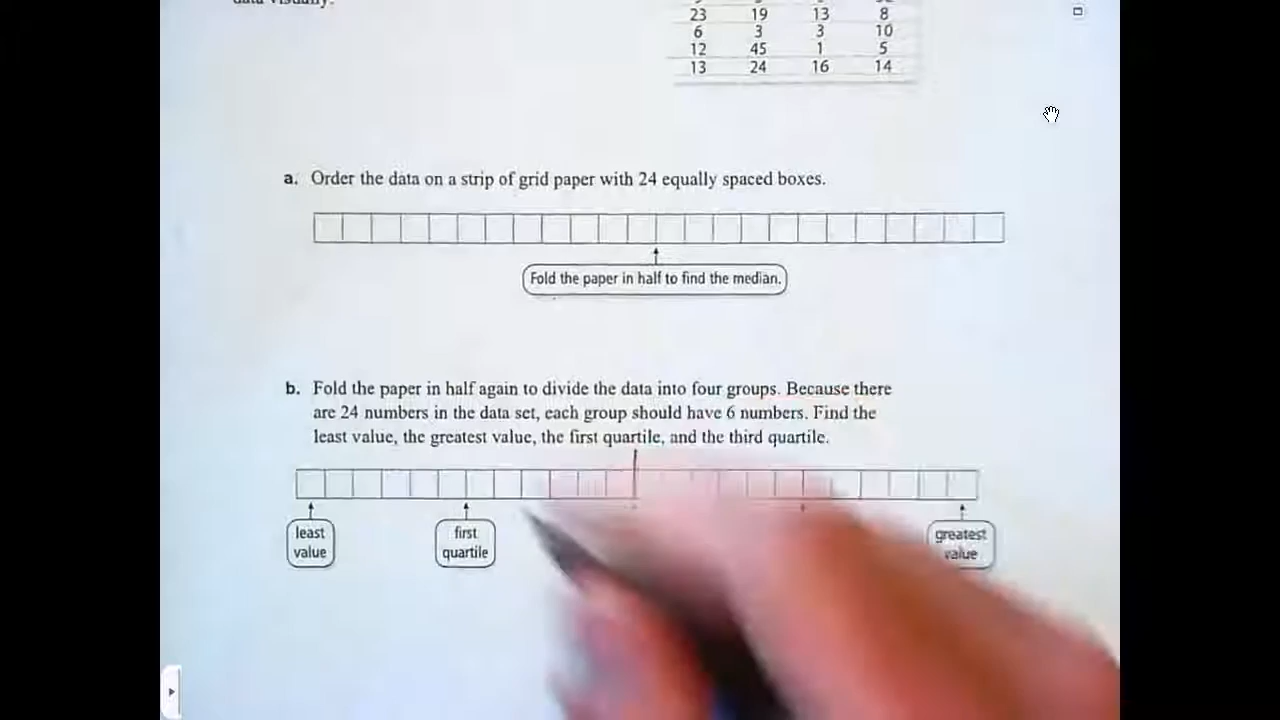 data visually.
23 19 13 8
6 3 3 10
12 45 1 5
13 24 16 14
a. Order the data on a strip of grid paper with 24 equally spaced boxes.
Fold the paper in half to find the median.
b. Fold the paper in half again to divide the data into four groups. Because there
are 24 numbers in the data set, each group should have 6 numbers. Find the
least value, the greatest value, the first quartile, and the third quartile.
least
value
first
quartile
greatest
value